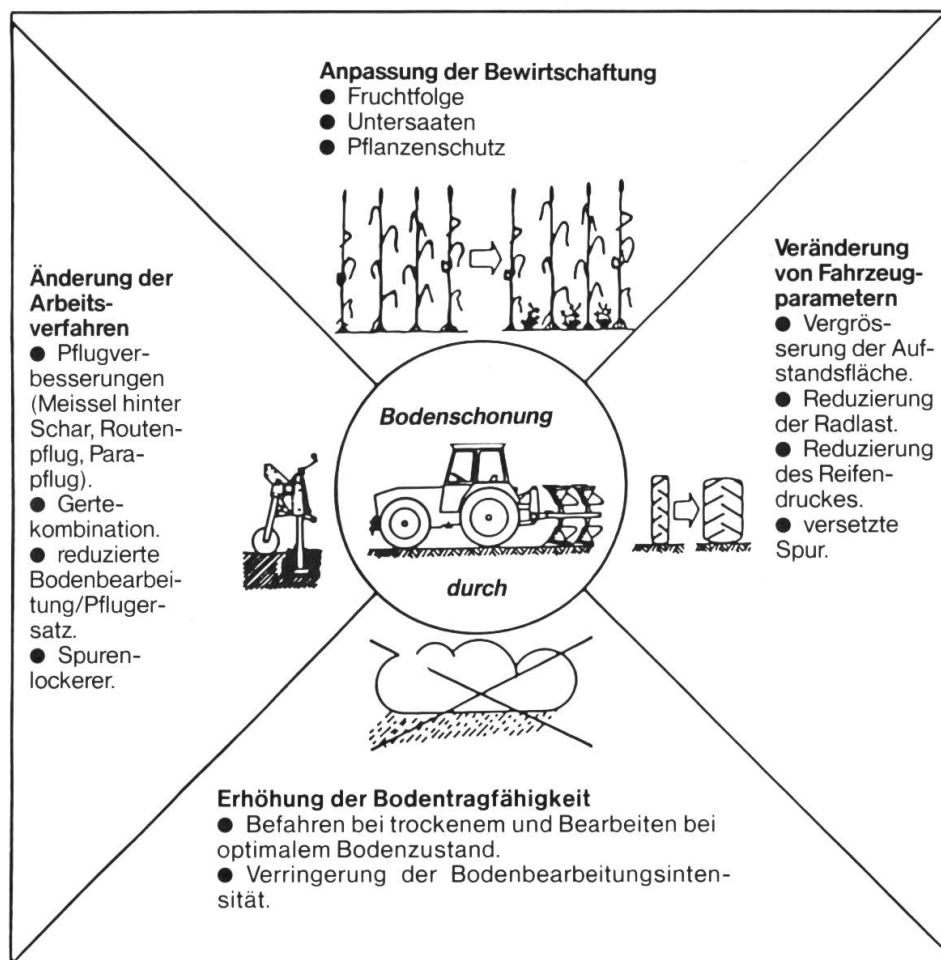 Anpassung der Bewirtschaftung
● Fruchtfolge
● Untersaaten
● Pflanzenschutz
Änderung der
Arbeits-
verfahren
● Pflugver-
besserungen
(Meissel hinter
Schar, Routen-
pflug, Para-
pflug).
● Gerte-
kombination.
● reduzierte
Bodenbearbei-
tung/Pfluger-
satz.
● Spuren-
lockerer.
Bodenschonung
durch
Veränderung
von Fahrzeug-
parametern
● Vergrös-
serung der Auf-
standsfläche.
● Reduzierung
der Radlast.
● Reduzierung
des Reifen-
druckes.
● versetzte
Spur.
Erhöhung der Bodentragfähigkeit
● Befahren bei trockenem und Bearbeiten bei
optimalem Bodenzustand.
● Verringerung der Bodenbearbeitungsinten-
sität.